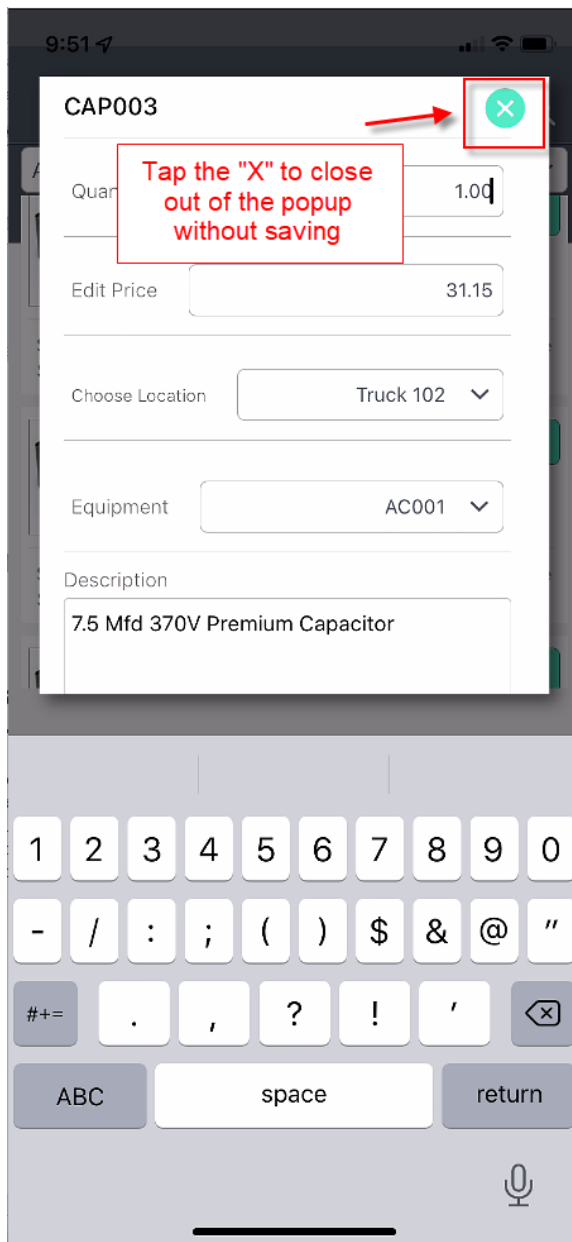 9:51
CAP003
Tap the "X" to close
out of the popup
without saving
Quan
1.00
Edit Price
31.15
Choose Location
Truck 102
Equipment
AC001
Description
7.5 Mfd 370V Premium Capacitor
1 2 3 4 5 6 7 8 9 0
- / : ; ( ) $ & @ "
#+= . , ? ! '
ABC space return